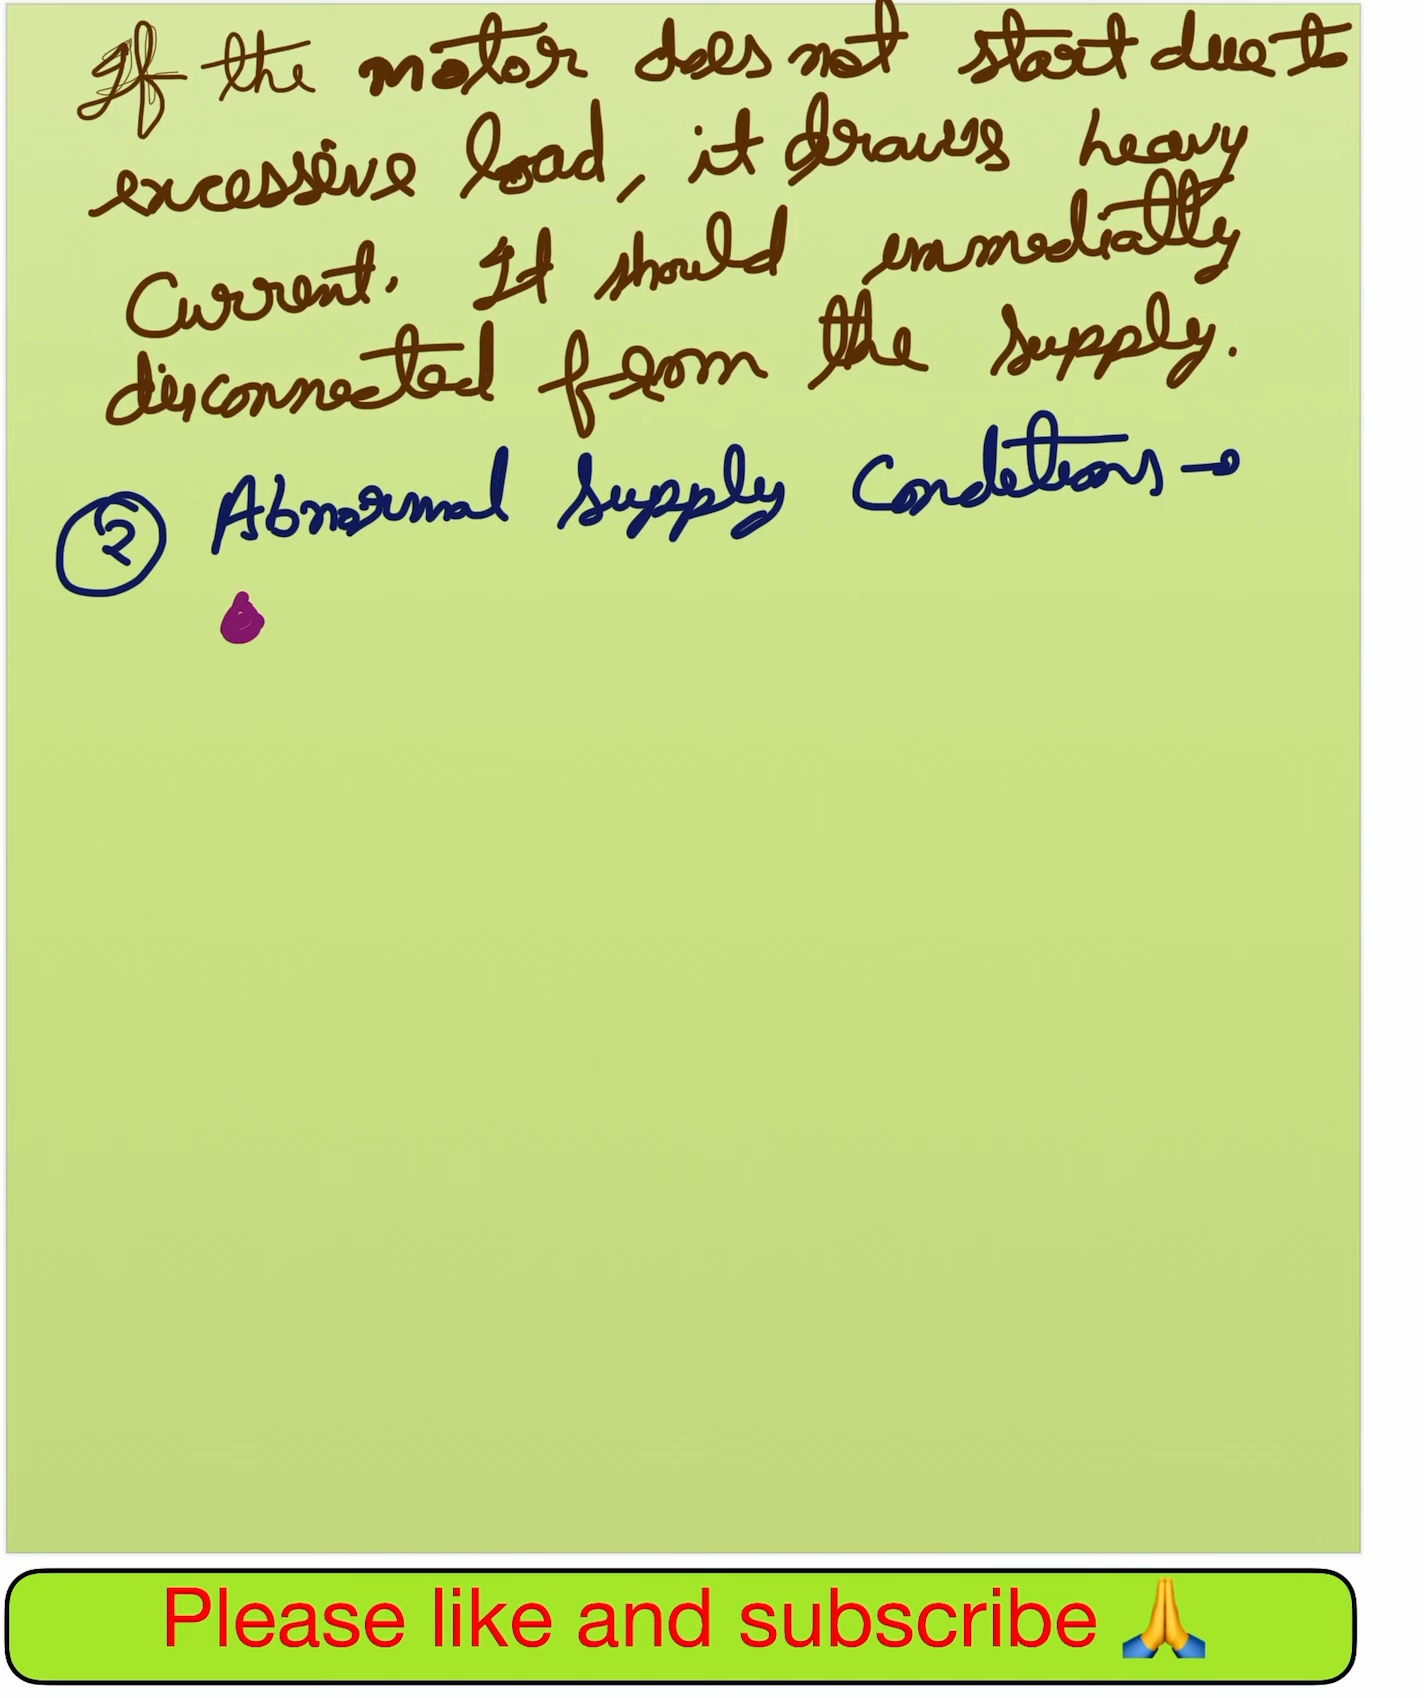 If the motor does not start due to
excessive load, it draws heavy
Current. It should immediatly
disconnected from the supply.
② Abnormal Supply Conditions →
Please like and subscribe 🙏